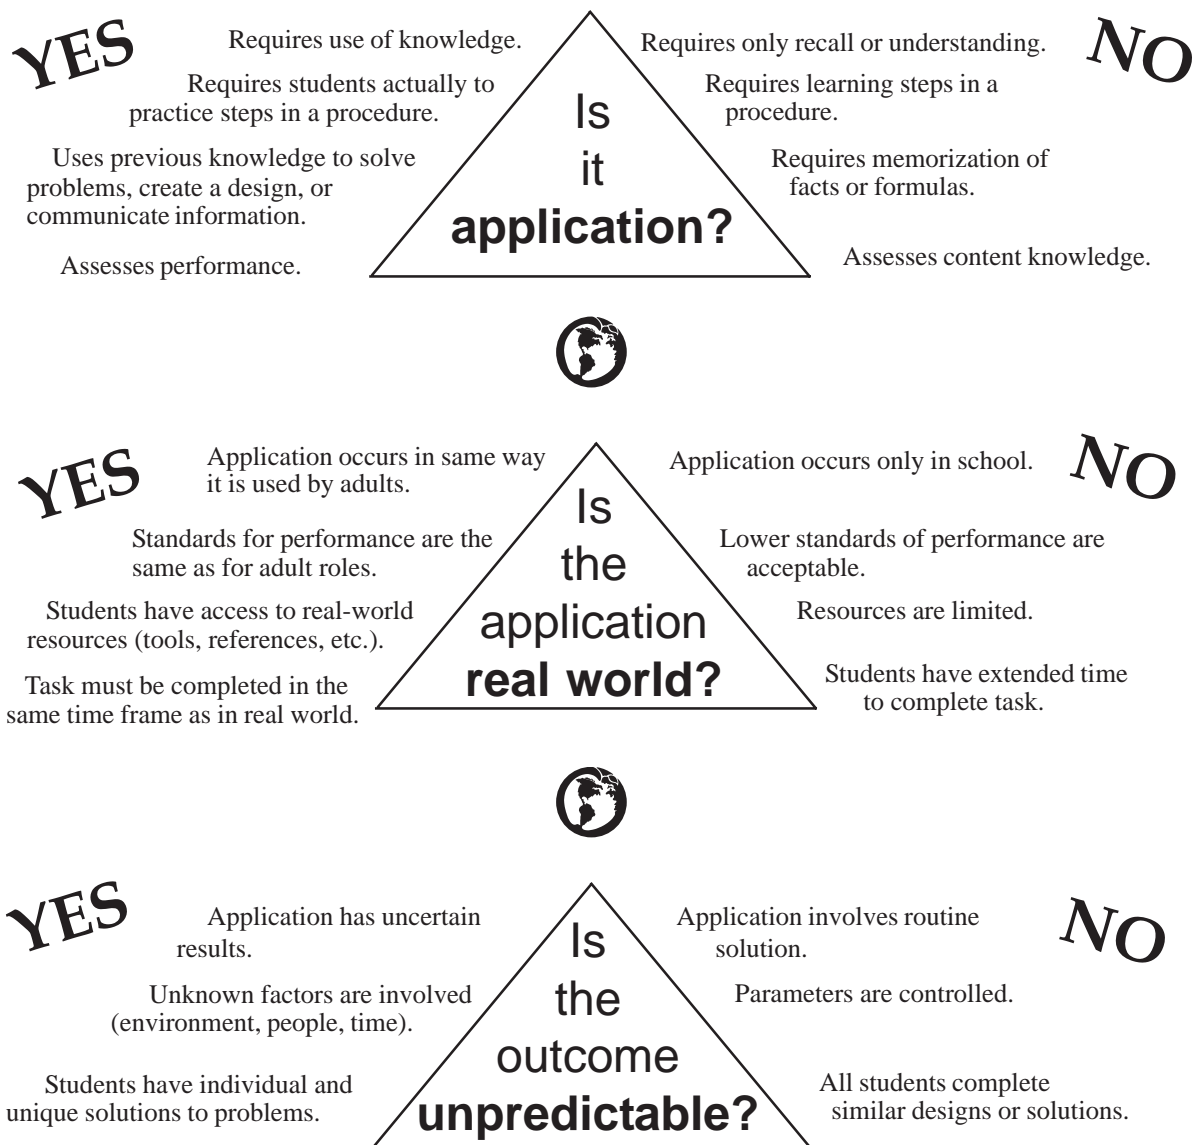 YES
Requires use of knowledge.
Requires students actually to
practice steps in a procedure.
Uses previous knowledge to solve
problems, create a design, or
communicate information.
Assesses performance.
Is
it
application?
NO
Requires only recall or understanding.
Requires learning steps in a
procedure.
Requires memorization of
facts or formulas.
Assesses content knowledge.
YES
Application occurs in same way
it is used by adults.
Standards for performance are the
same as for adult roles.
Students have access to real-world
resources (tools, references, etc.).
Task must be completed in the
same time frame as in real world.
Is
the
application
real world?
NO
Application occurs only in school.
Lower standards of performance are
acceptable.
Resources are limited.
Students have extended time
to complete task.
YES
Application has uncertain
results.
Unknown factors are involved
(environment, people, time).
Students have individual and
unique solutions to problems.
Is
the
outcome
unpredictable?
NO
Application involves routine
solution.
Parameters are controlled.
All students complete
similar designs or solutions.